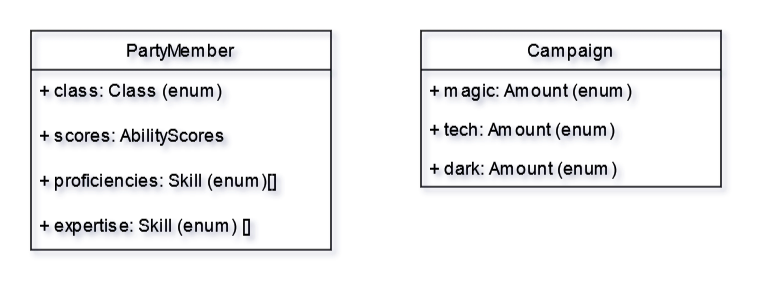 PartyMember
+ class: Class (enum)
+ scores: AbilityScores
+ proficiencies: Skill (enum)[]
+ expertise: Skill (enum) []
Campaign
+ magic: Amount (enum)
+ tech: Amount (enum)
+ dark: Amount (enum)